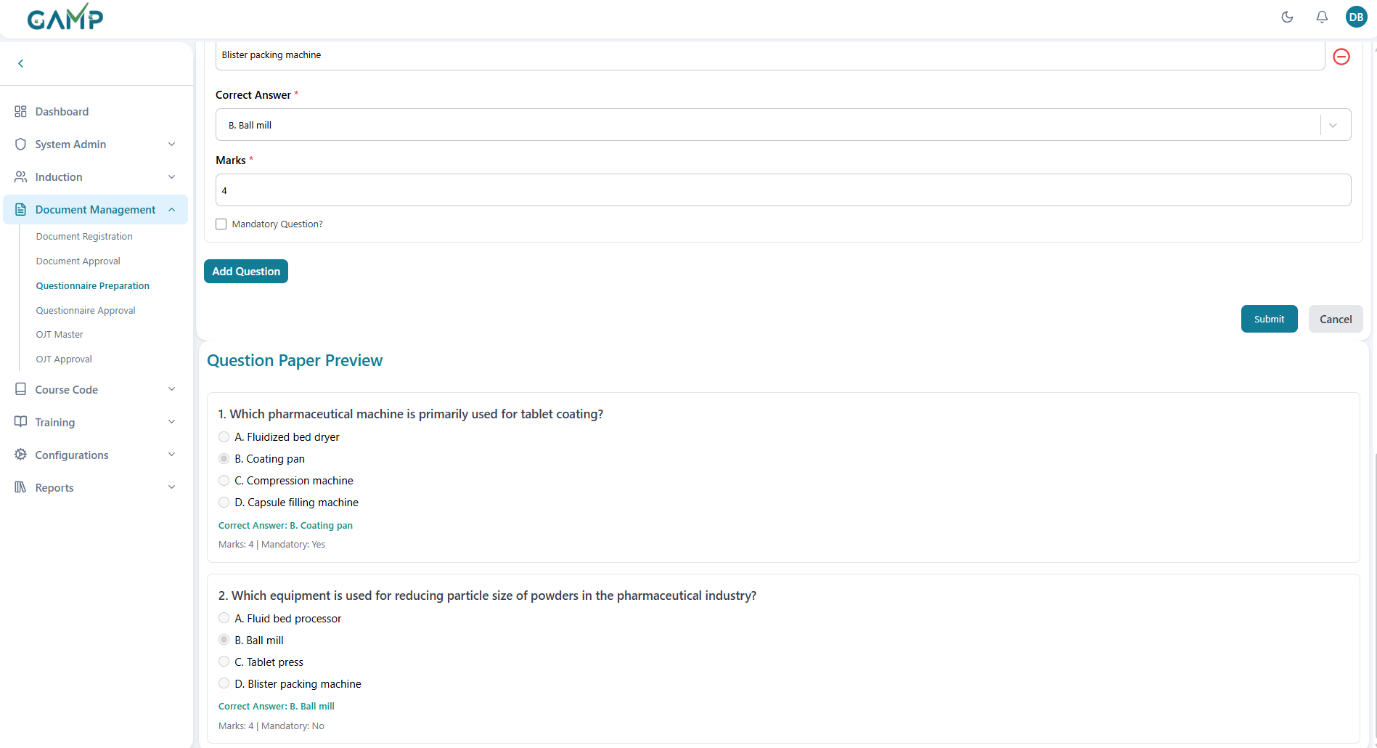 GAMP
DB
Blister packing machine
Correct Answer *
B. Ball mill
Marks *
4
Mandatory Question?
Add Question
Submit
Cancel
Dashboard
System Admin
Induction
Document Management
Document Registration
Document Approval
Questionnaire Preparation
Questionnaire Approval
OJT Master
OJT Approval
Course Code
Training
Configurations
Reports
Question Paper Preview
1. Which pharmaceutical machine is primarily used for tablet coating?
A. Fluidized bed dryer
B. Coating pan
C. Compression machine
D. Capsule filling machine
Correct Answer: B. Coating pan
Marks: 4 | Mandatory: Yes
2. Which equipment is used for reducing particle size of powders in the pharmaceutical industry?
A. Fluid bed processor
B. Ball mill
C. Tablet press
D. Blister packing machine
Correct Answer: B. Ball mill
Marks: 4 | Mandatory: No